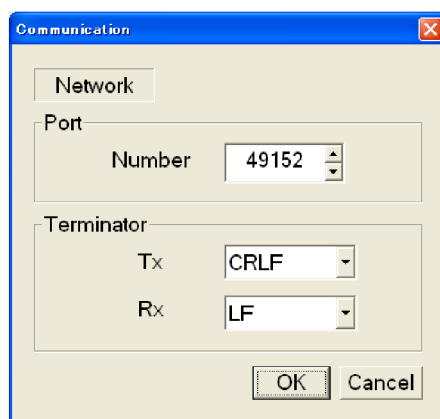 Communication
Network
Port
Number 49152
Terminator
Tx CRLF
Rx LF
OK Cancel